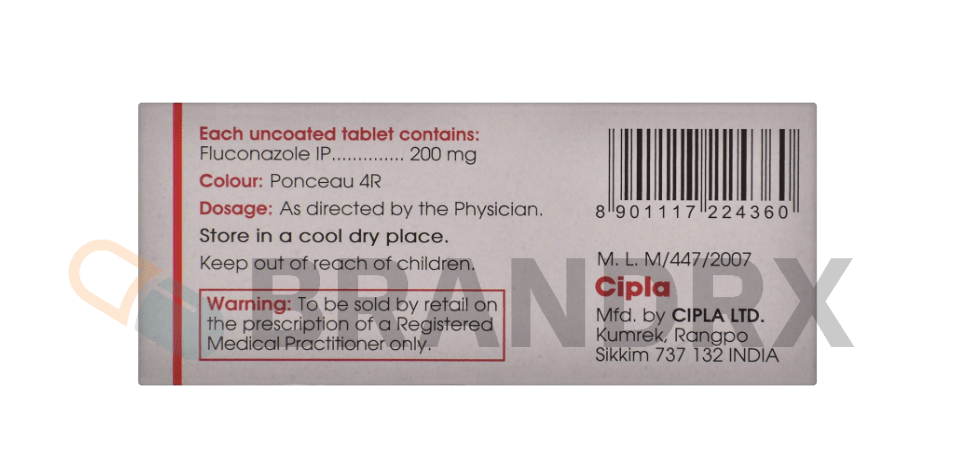 Each uncoated tablet contains:
Fluconazole IP.............. 200 mg
Colour: Ponceau 4R
Dosage: As directed by the Physician.
Store in a cool dry place.
Keep out of reach of children.
Warning: To be sold by retail on
the prescription of a Registered
Medical Practitioner only.
8 901117 224360
M. L. M/447/2007
Cipla
Mfd. by CIPLA LTD.
Kumrek, Rangpo
Sikkim 737 132 INDIA
BRANDRX